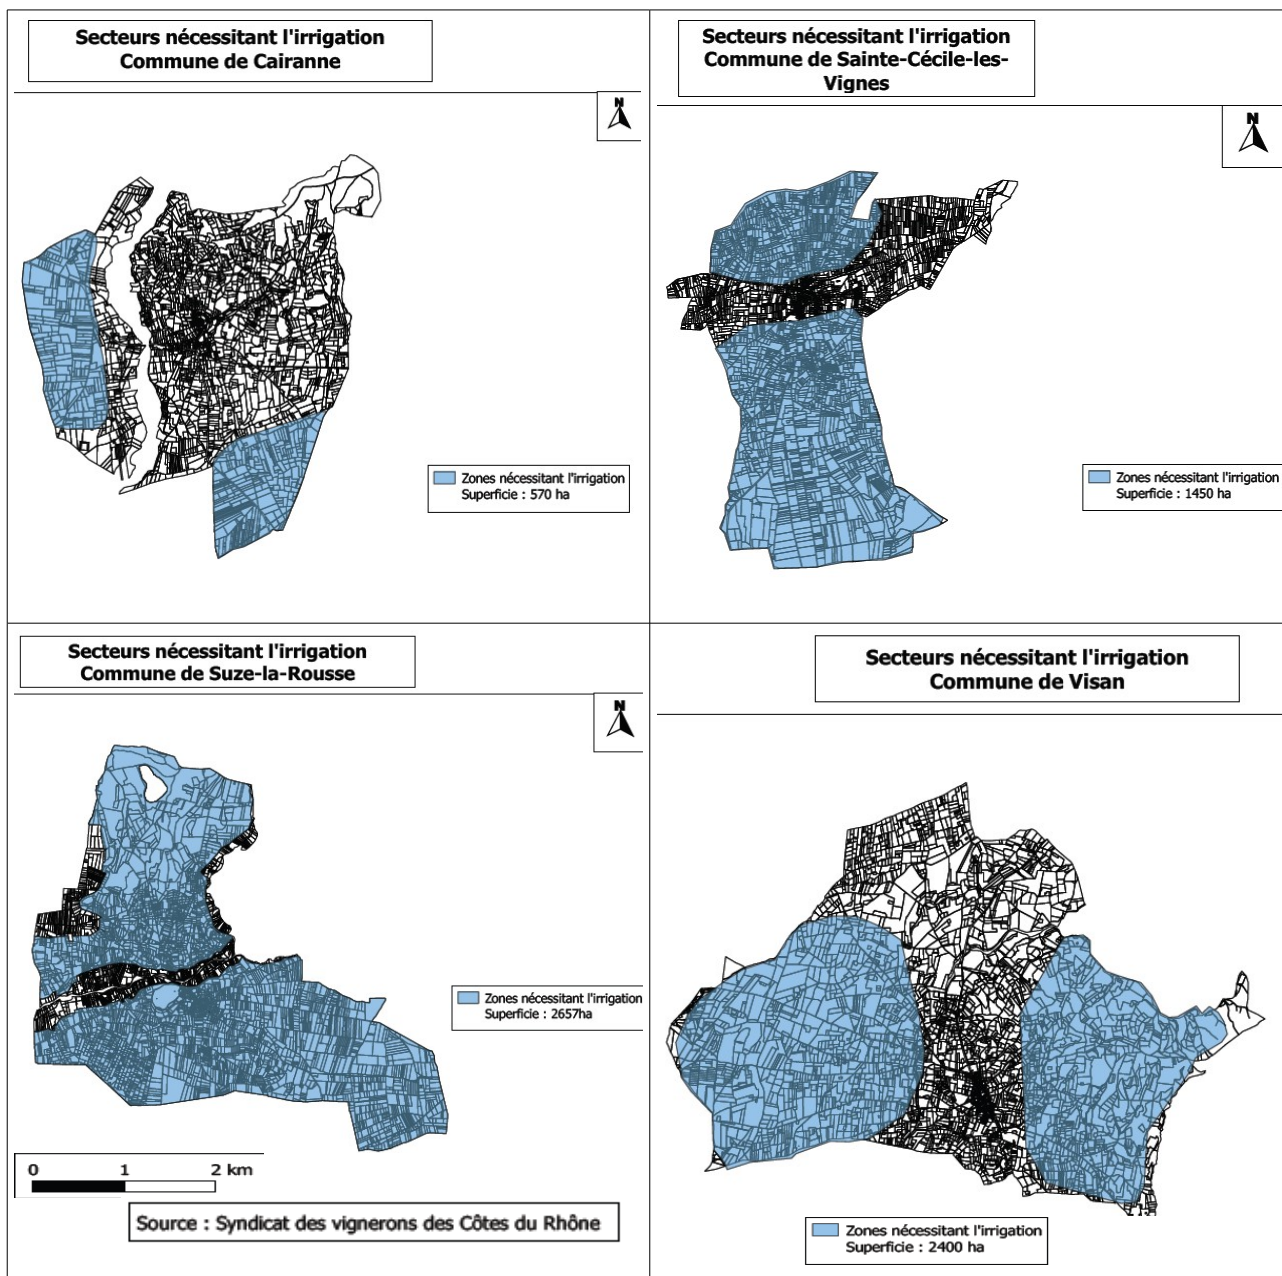 Secteurs nécessitant l'irrigation
Commune de Cairanne
N
Zones nécessitant l'irrigation
Superficie : 570 ha
Secteurs nécessitant l'irrigation
Commune de Sainte-Cécile-les-
Vignes
N
Zones nécessitant l'irrigation
Superficie : 1450 ha
Secteurs nécessitant l'irrigation
Commune de Suze-la-Rousse
N
Zones nécessitant l'irrigation
Superficie : 2657ha
0 1 2 km
Source : Syndicat des vignerons des Côtes du Rhône
Secteurs nécessitant l'irrigation
Commune de Visan
Zones nécessitant l'irrigation
Superficie : 2400 ha